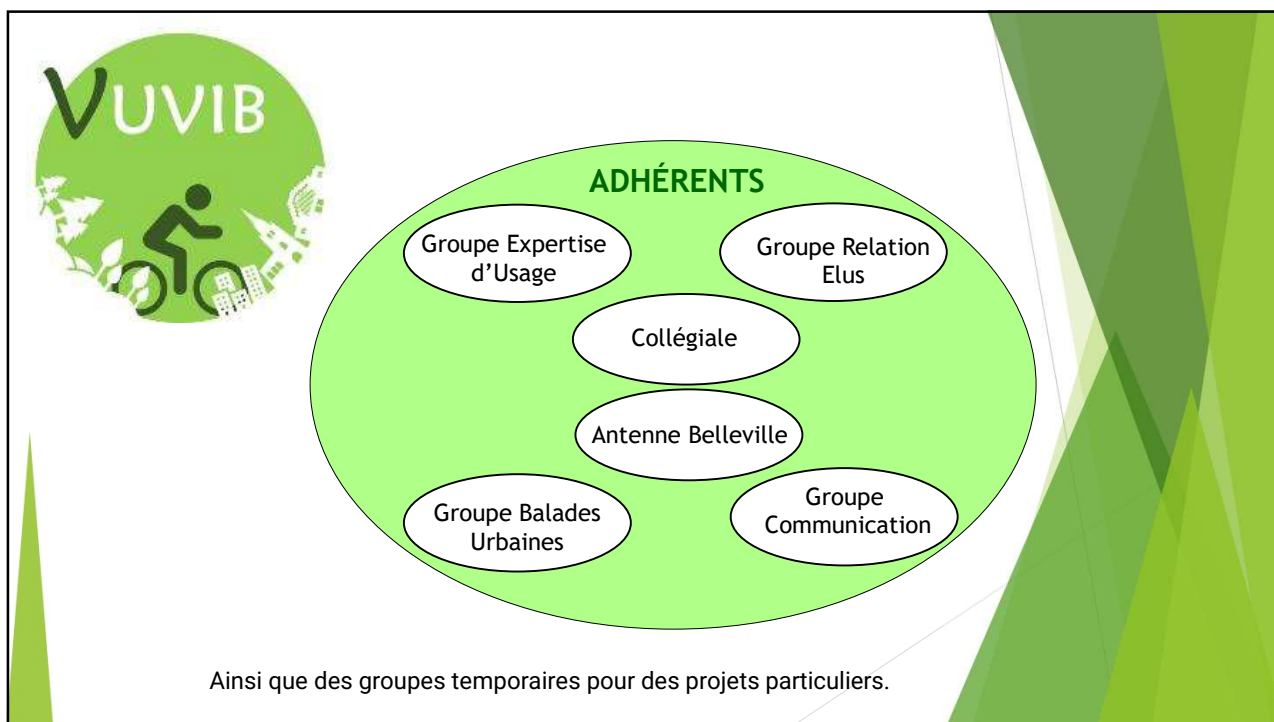 VUVIB
ADHÉRENTS
Groupe Expertise
d’Usage
Groupe Relation
Elus
Collégiale
Antenne Belleville
Groupe Balades
Urbaines
Groupe
Communication
Ainsi que des groupes temporaires pour des projets particuliers.